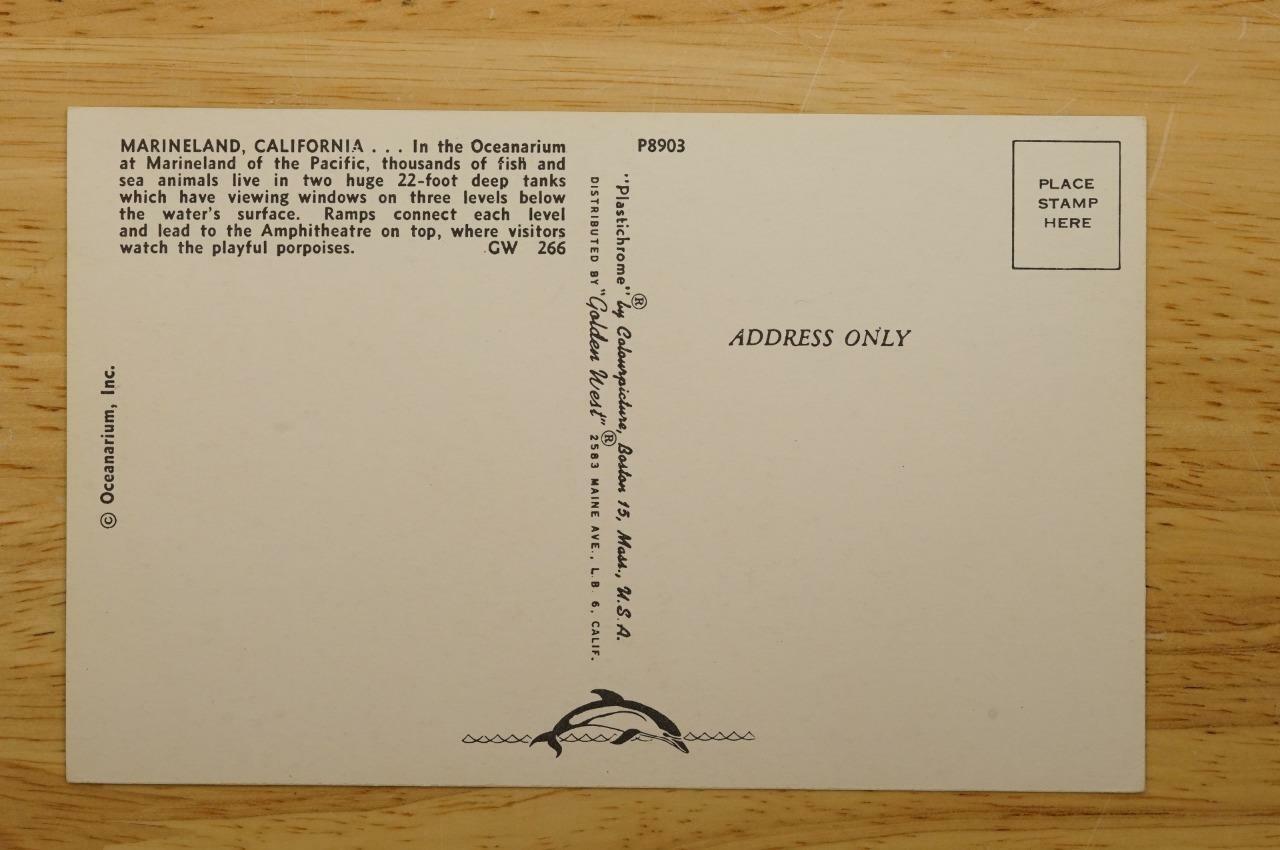 MARINELAND, CALIFORNIA . . . In the Oceanarium
at Marineland of the Pacific, thousands of fish and
sea animals live in two huge 22-foot deep tanks
which have viewing windows on three levels below
the water's surface. Ramps connect each level
and lead to the Amphitheatre on top, where visitors
watch the playful porpoises. GW 266
© Oceanarium, Inc.
P8903
"Plastichrome"® by Colourpicture, Boston 15, Mass., U.S.A.
DISTRIBUTED BY "Golden West"® 2583 MAINE AVE., L.B. 6, CALIF.
PLACE
STAMP
HERE
ADDRESS ONLY